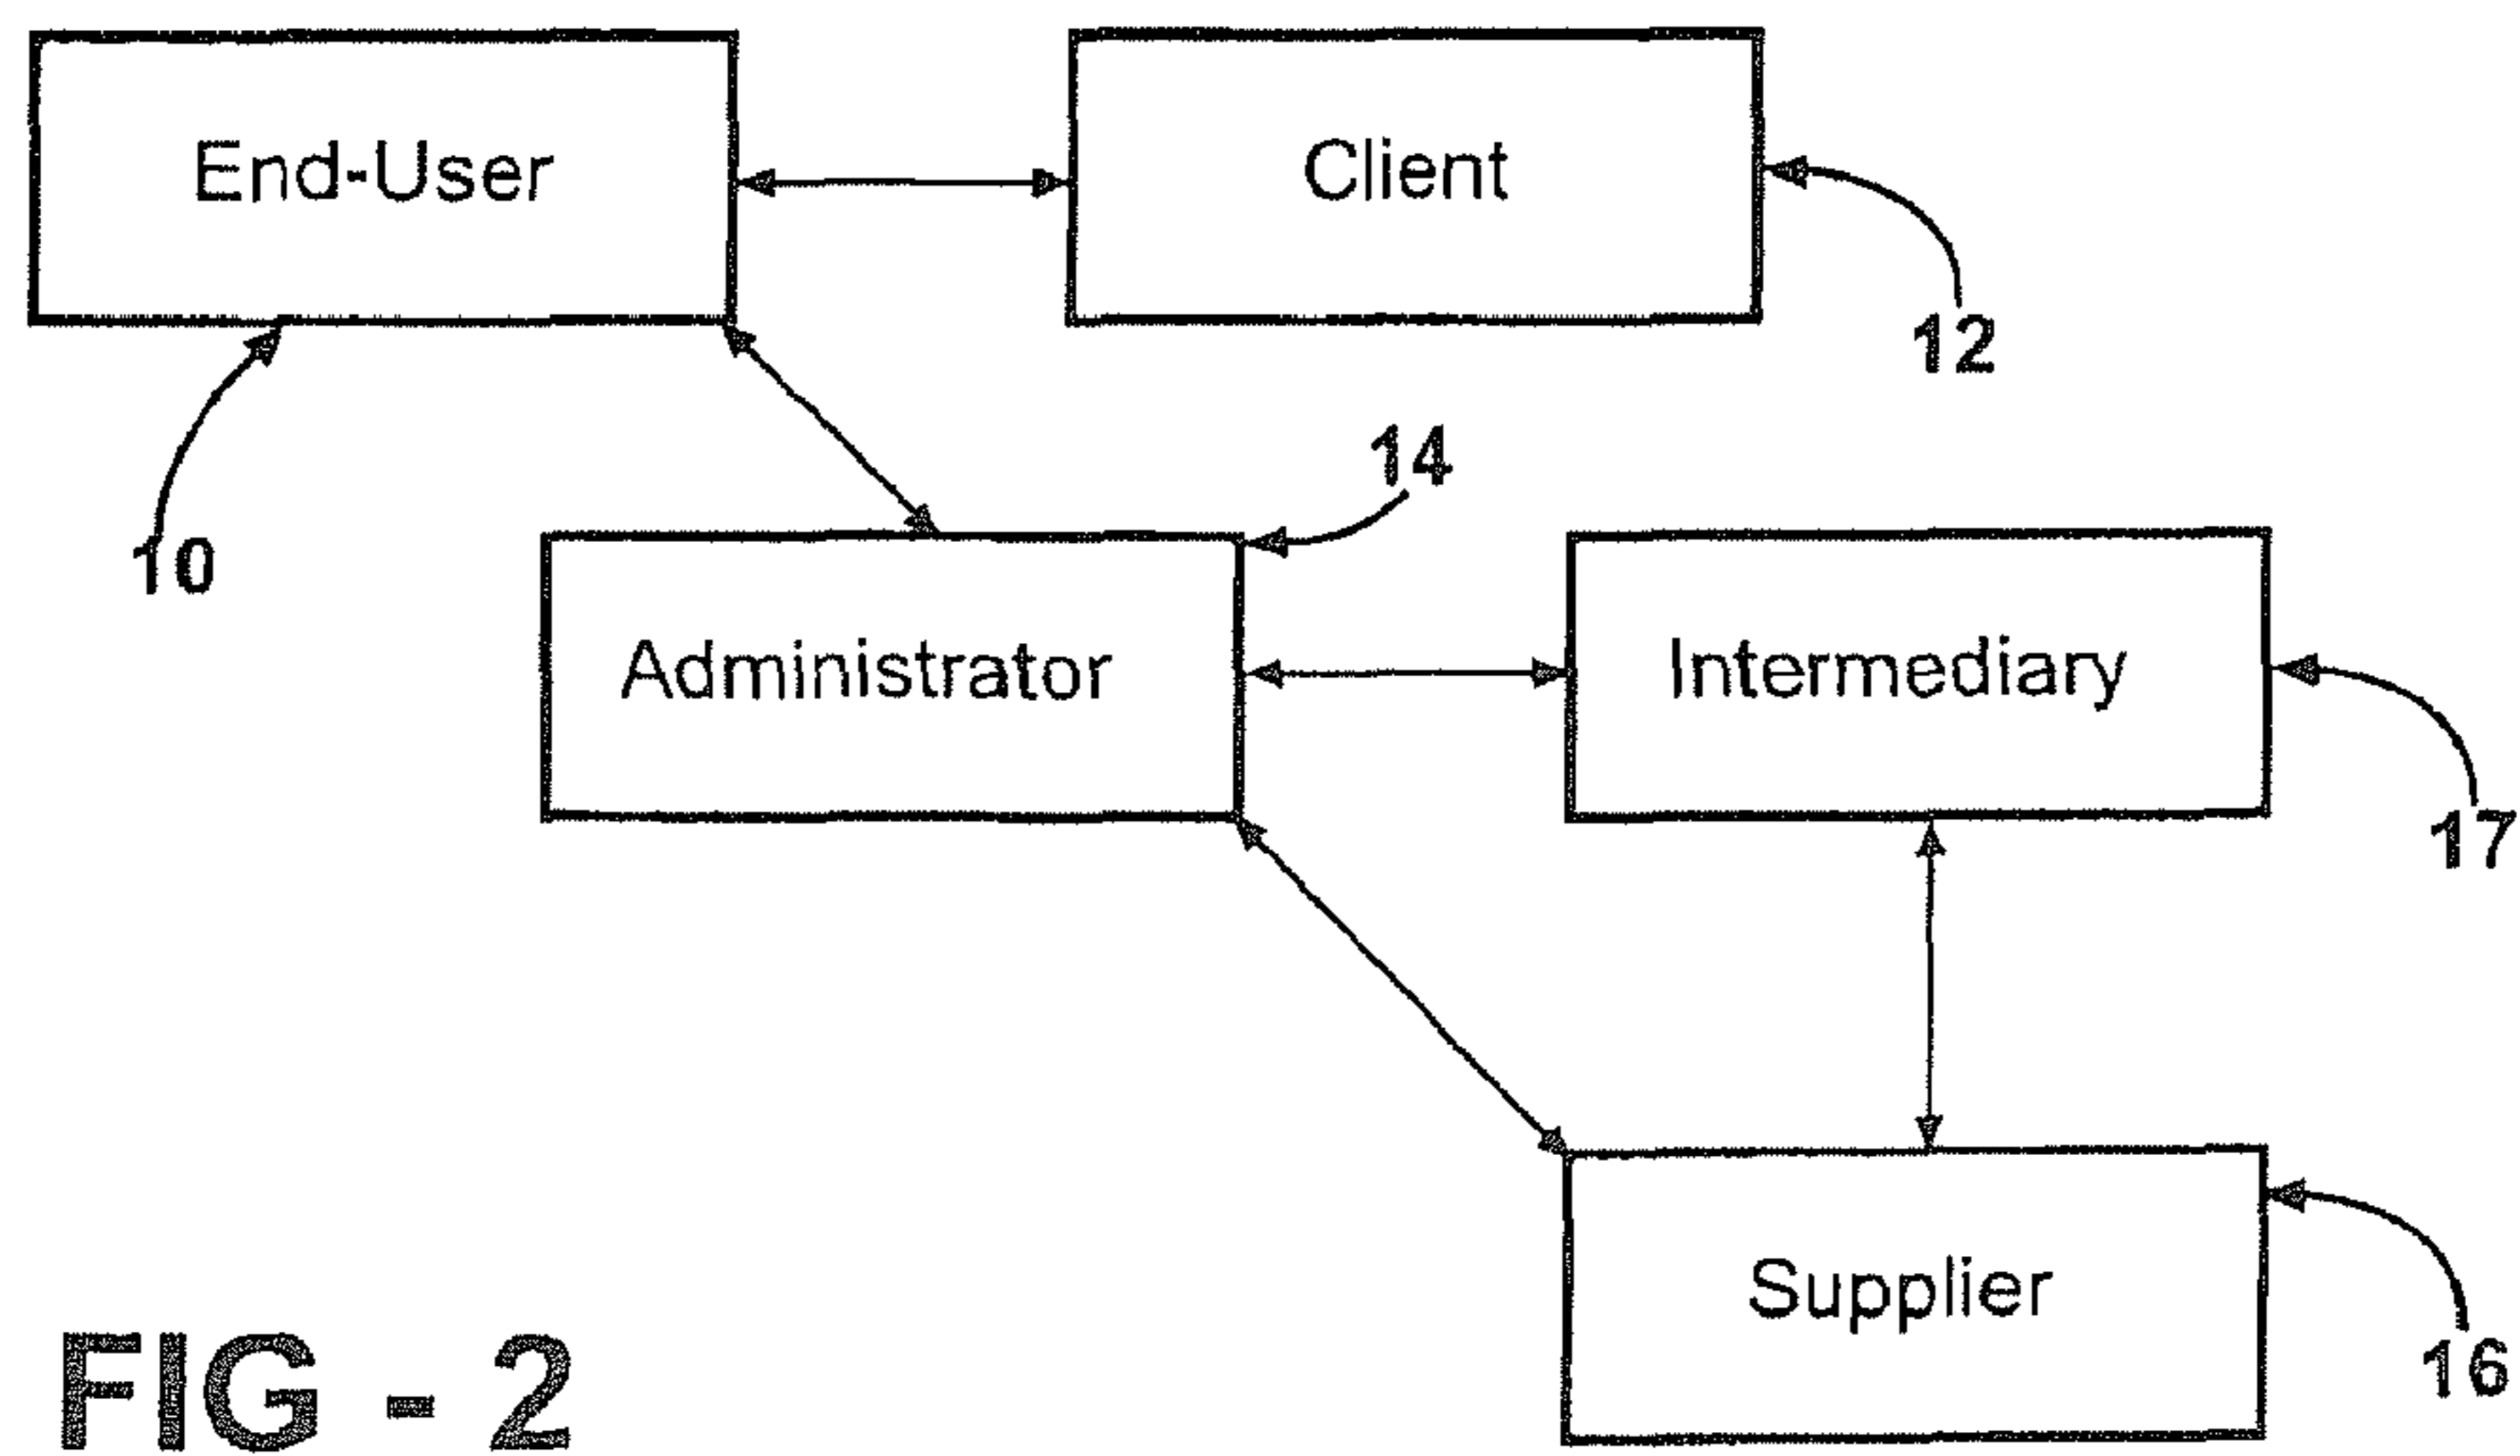 End-User
Client
12
14
10
Administrator
Intermediary
17
Supplier
16
FIG - 2